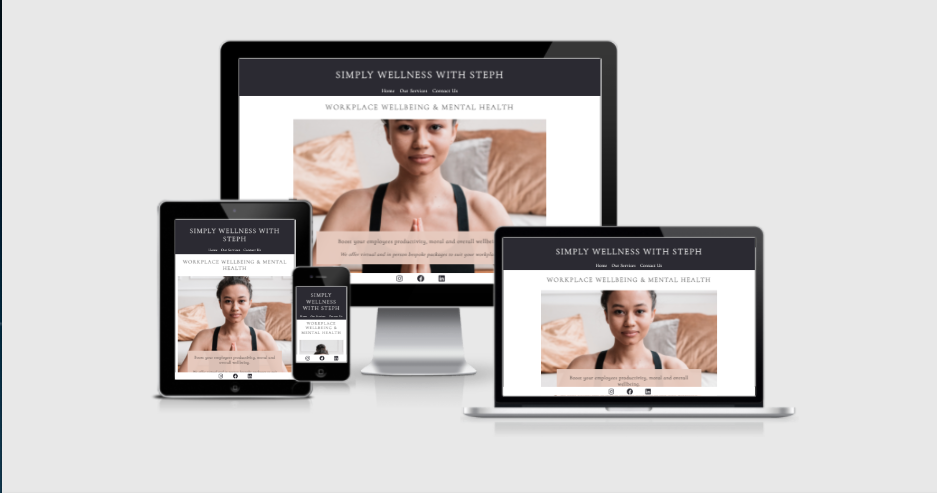 SIMPLY WELLNESS WITH STEPH
Home Our Services Contact Us
WORKPLACE WELLBEING & MENTAL HEALTH
Boost your employees productivity, moral and overall wellbei
We offer virtual and in-person bespoke packages to suit your workpla
SIMPLY WELLNESS WITH
STEPH
Home Our Services Contact Us
WORKPLACE WELLBEING & MENTAL
HEALTH
Boost your employees productivity, moral and
overall wellbeing.
SIMPLY
WELLNESS
WITH STEPH
Home Our Services Contact Us
WORKPLACE
WELLBEING &
MENTAL HEALTH
SIMPLY WELLNESS WITH STEPH
Home Our Services Contact Us
WORKPLACE WELLBEING & MENTAL HEALTH
Boost your employees productivity, moral and overall
wellbeing.